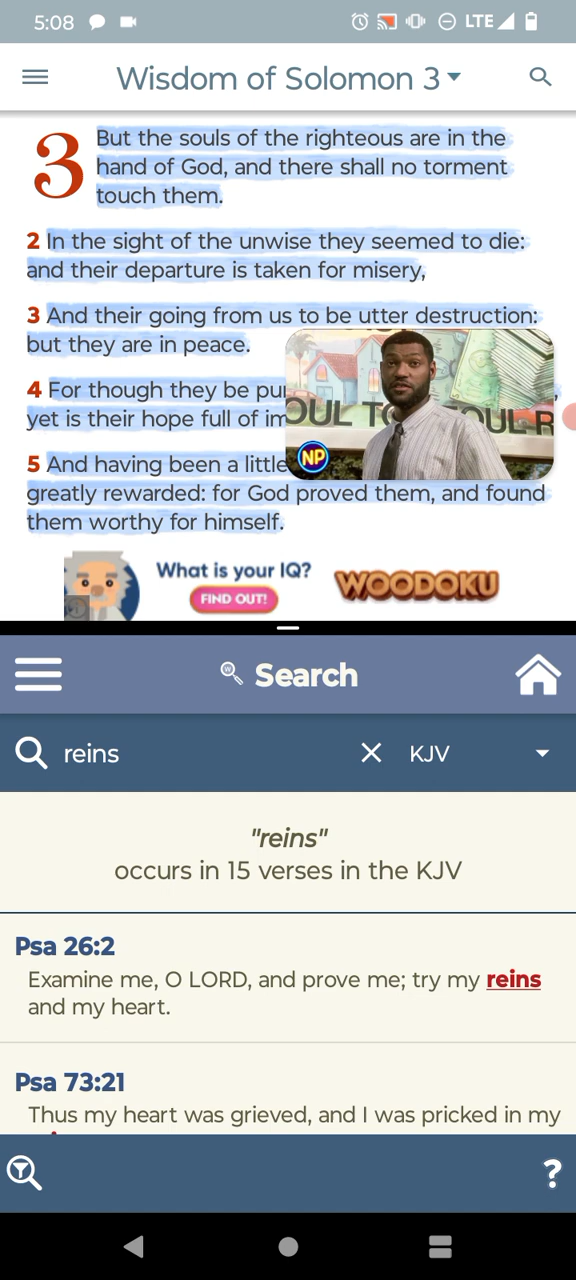 5:08 LTE
Wisdom of Solomon 3
3 But the souls of the righteous are in the
hand of God, and there shall no torment
touch them.
2 In the sight of the unwise they seemed to die:
and their departure is taken for misery,
3 And their going from us to be utter destruction:
but they are in peace.
4 For though they be
yet is their hope full of
OUL
OUL R
NP
5 And having been a little
greatly rewarded: for God proved them, and found
them worthy for himself.
What is your IQ?
FIND OUT!
WOODOKU
W Search
reins KJV
"reins"
occurs in 15 verses in the KJV
Psa 26:2
Examine me, O LORD, and prove me; try my reins
and my heart.
Psa 73:21
Thus my heart was grieved, and I was pricked in my
?